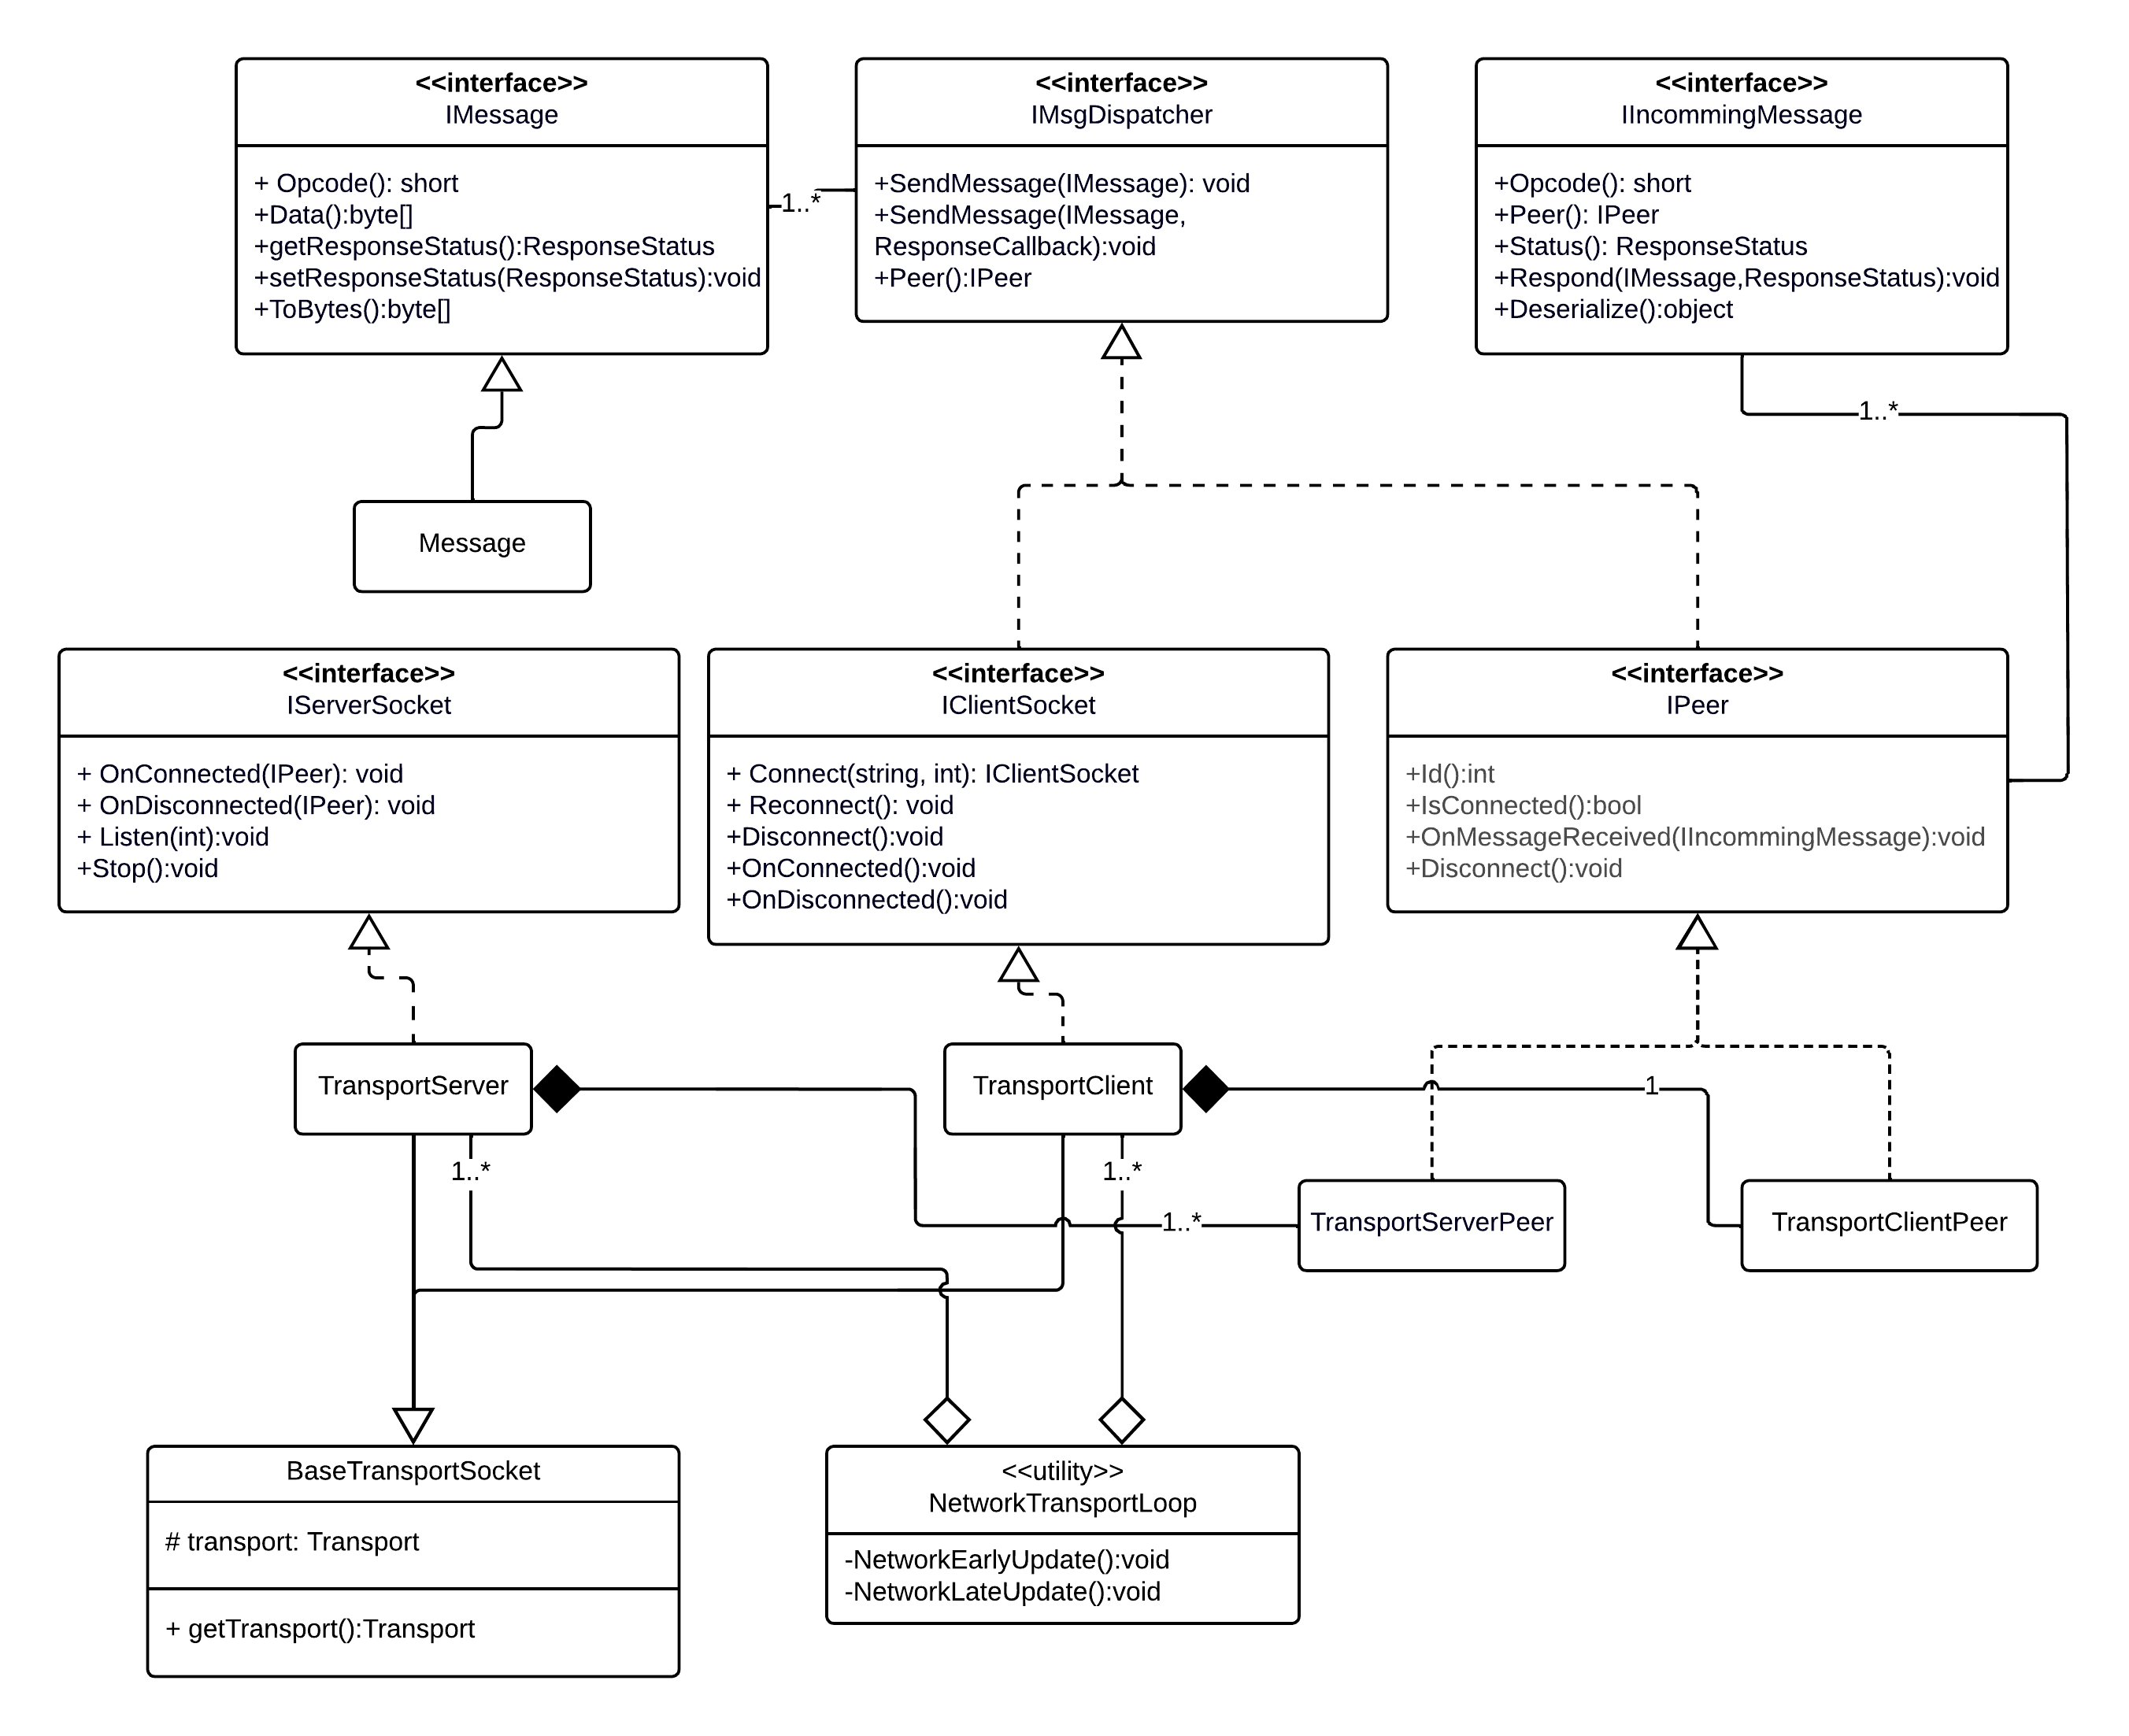 <<interface>>
IMessage
+ Opcode(): short
+Data():byte[]
+getResponseStatus():ResponseStatus
+setResponseStatus(ResponseStatus):void
+ToBytes():byte[]
1..*
<<interface>>
IMsgDispatcher
+SendMessage(IMessage): void
+SendMessage(IMessage,
ResponseCallback):void
+Peer():IPeer
<<interface>>
IIncommingMessage
+Opcode(): short
+Peer(): IPeer
+Status(): ResponseStatus
+Respond(IMessage,ResponseStatus):void
+Deserialize():object
1..*
Message
<<interface>>
IServerSocket
+ OnConnected(IPeer): void
+ OnDisconnected(IPeer): void
+ Listen(int):void
+Stop():void
<<interface>>
IClientSocket
+ Connect(string, int): IClientSocket
+ Reconnect(): void
+Disconnect():void
+OnConnected():void
+OnDisconnected():void
<<interface>>
IPeer
+Id():int
+IsConnected():bool
+OnMessageReceived(IIncommingMessage):void
+Disconnect():void
TransportServer
TransportClient
1
1..*
1..*
1..*
TransportServerPeer
TransportClientPeer
BaseTransportSocket
# transport: Transport
+ getTransport():Transport
<<utility>>
NetworkTransportLoop
-NetworkEarlyUpdate():void
-NetworkLateUpdate():void